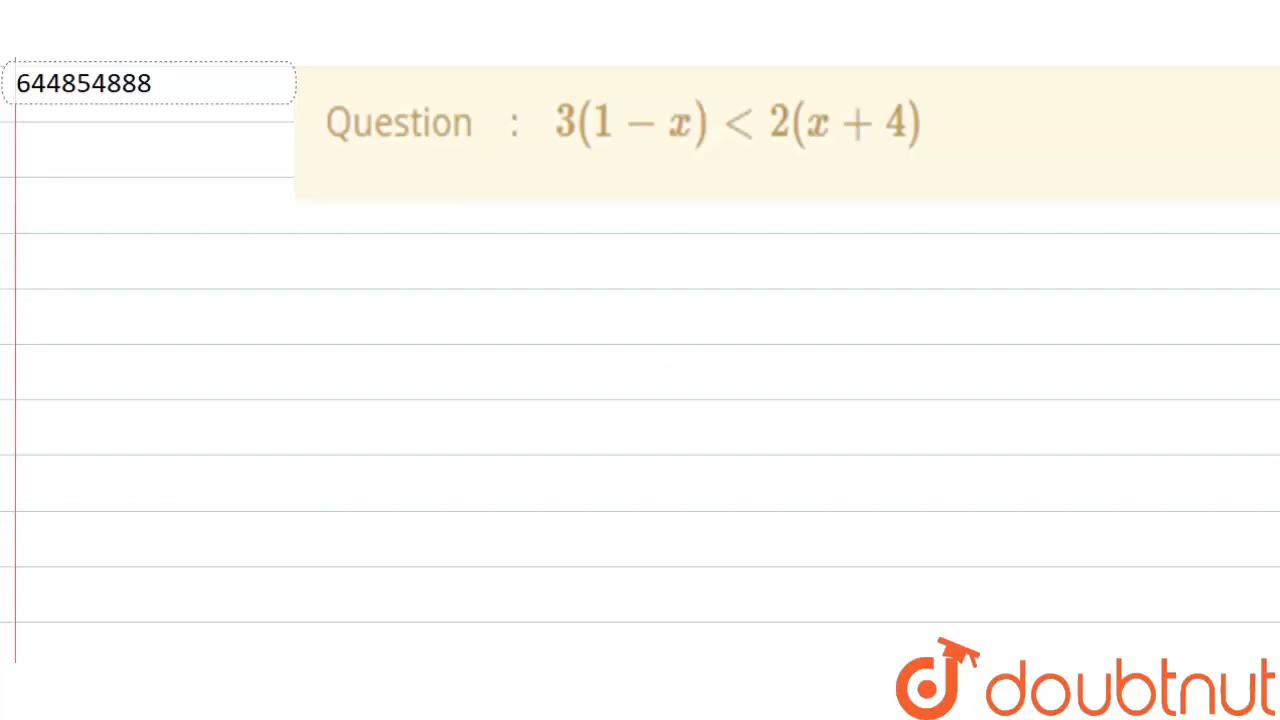 644854888
Question : 3(1 − x) < 2(x + 4)
doubtnut